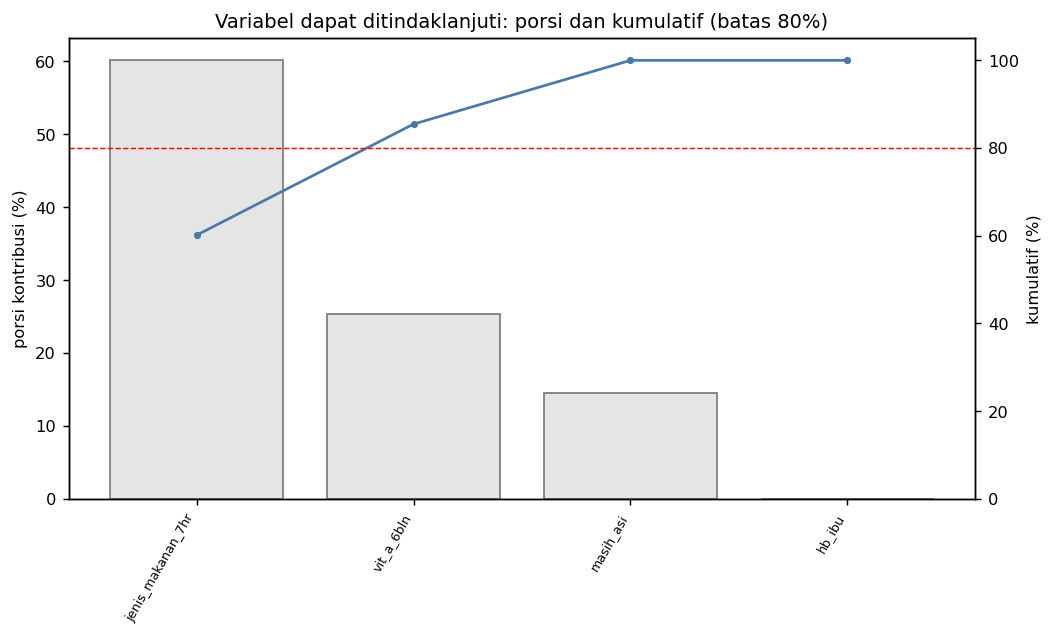 Variabel dapat ditindaklanjuti: porsi dan kumulatif (batas 80%)
porsi kontribusi (%)
60
50
40
30
20
10
0
100
80
60
40
20
0
kumulatif (%)
jenis_makanan_7hr
vit_a_6bln
masih_asi
hb_ibu